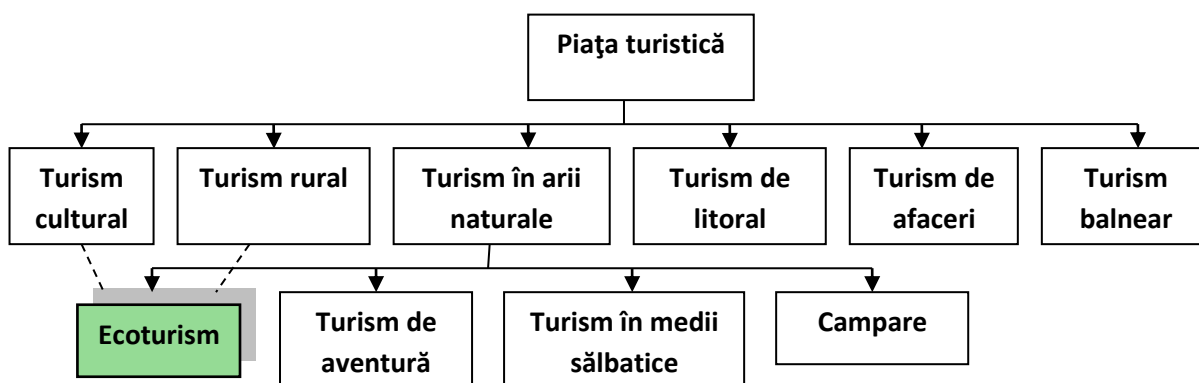 Piaţa turistică
Turism
cultural
Turism rural
Turism în arii
naturale
Turism de
litoral
Turism de
afaceri
Turism
balnear
Ecoturism
Turism de
aventură
Turism în medii
sălbatice
Campare